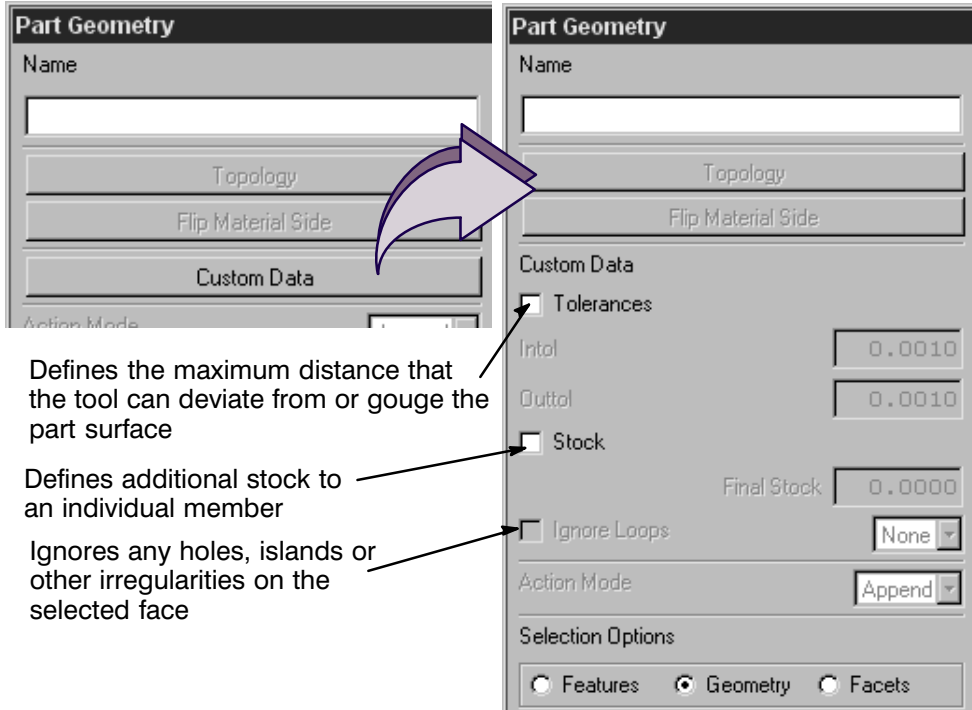 Part Geometry
Name
Topology
Flip Material Side
Custom Data
Action Mode
Defines the maximum distance that
the tool can deviate from or gouge the
part surface
Defines additional stock to
an individual member
Ignores any holes, islands or
other irregularities on the
selected face
Part Geometry
Name
Topology
Flip Material Side
Custom Data
Tolerances
Intol 0.0010
Outtol 0.0010
Stock
Final Stock 0.0000
Ignore Loops None
Action Mode Append
Selection Options
Features Geometry Facets